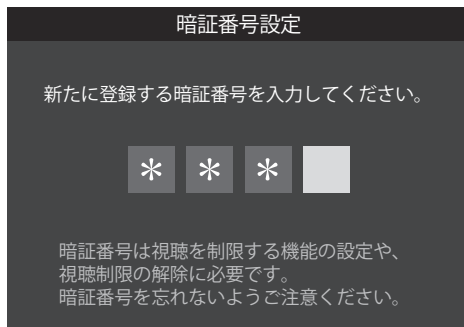 暗証番号設定
新たに登録する暗証番号を入力してください。
* * *
暗証番号は視聴を制限する機能の設定や、
視聴制限の解除に必要です。
暗証番号を忘れないようご注意ください。